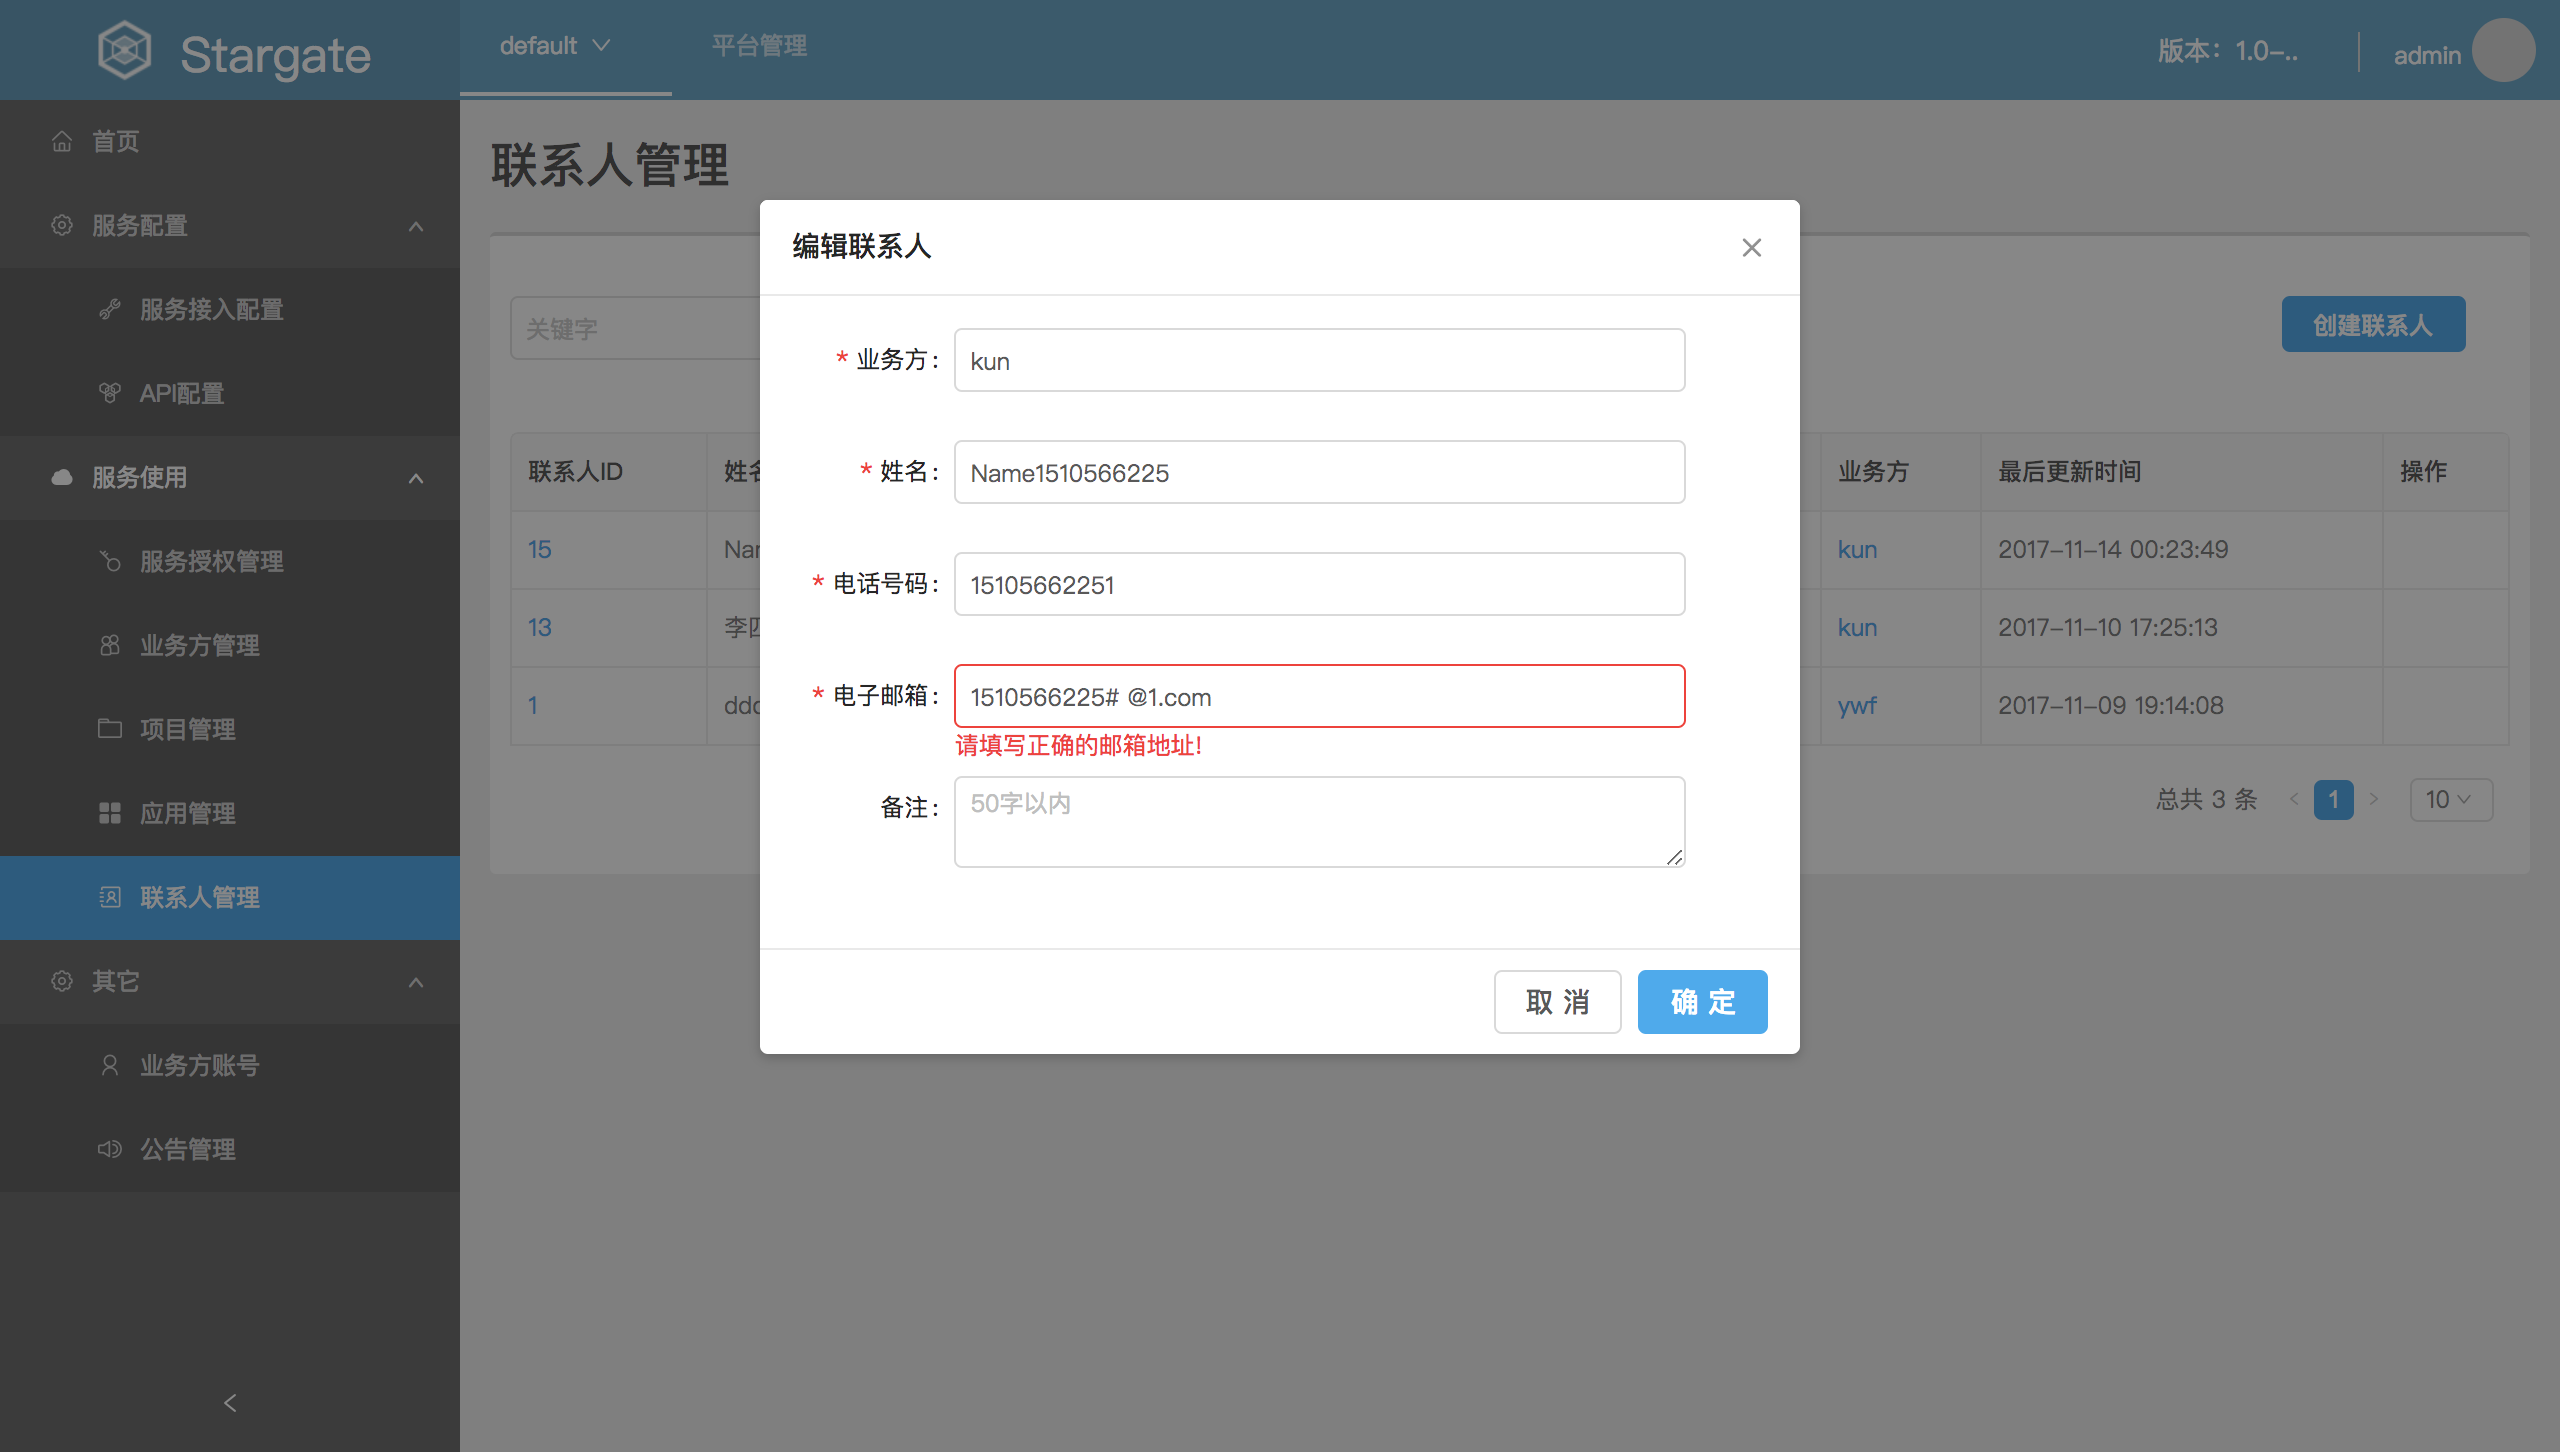 Stargate
default
平台管理
版本：1.0-..
admin
首页
服务配置
服务接入配置
API配置
服务使用
服务授权管理
业务方管理
项目管理
应用管理
联系人管理
其它
业务方账号
公告管理
联系人管理
关键字
创建联系人
联系人ID 姓名 业务方 最后更新时间 操作
15 Nar kun 2017-11-14 00:23:49
13 李四 kun 2017-11-10 17:25:13
1 ddd ywf 2017-11-09 19:14:08
总共 3 条 < 1 > 10
编辑联系人
* 业务方： kun
* 姓名： Name1510566225
* 电话号码： 15105662251
* 电子邮箱： 1510566225# @1.com
请填写正确的邮箱地址!
备注： 50字以内
取 消
确 定